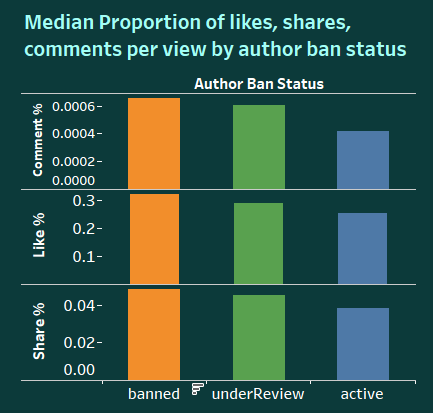 Median Proportion of likes, shares,
comments per view by author ban status
Author Ban Status
Comment %
0.0006
0.0004
0.0002
0.0000
Like %
0.3
0.2
0.1
Share %
0.04
0.02
0.00
banned underReview active